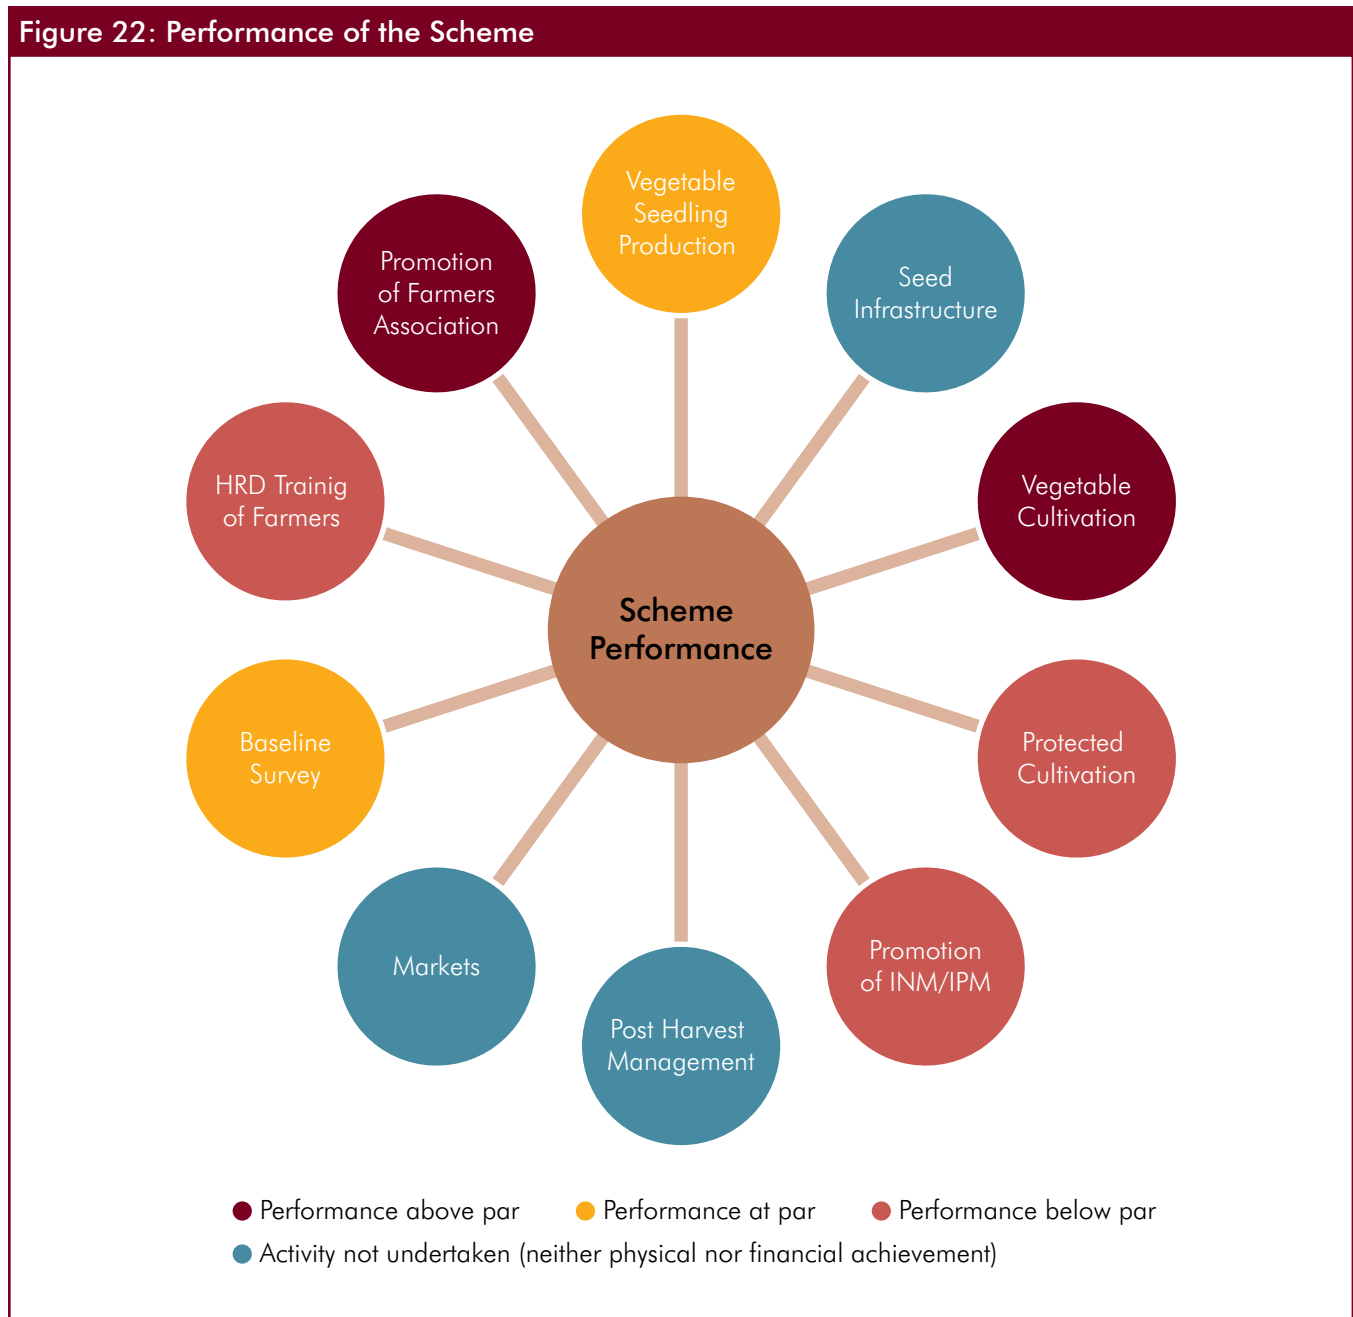 Figure 22: Performance of the Scheme
Vegetable
Seedling
Production
Seed
Infrastructure
Vegetable
Cultivation
Protected
Cultivation
Promotion
of INM/IPM
Post Harvest
Management
Markets
Baseline
Survey
HRD Trainig
of Farmers
Promotion
of Farmers
Association
Scheme
Performance
Performance above par
Performance at par
Performance below par
Activity not undertaken (neither physical nor financial achievement)